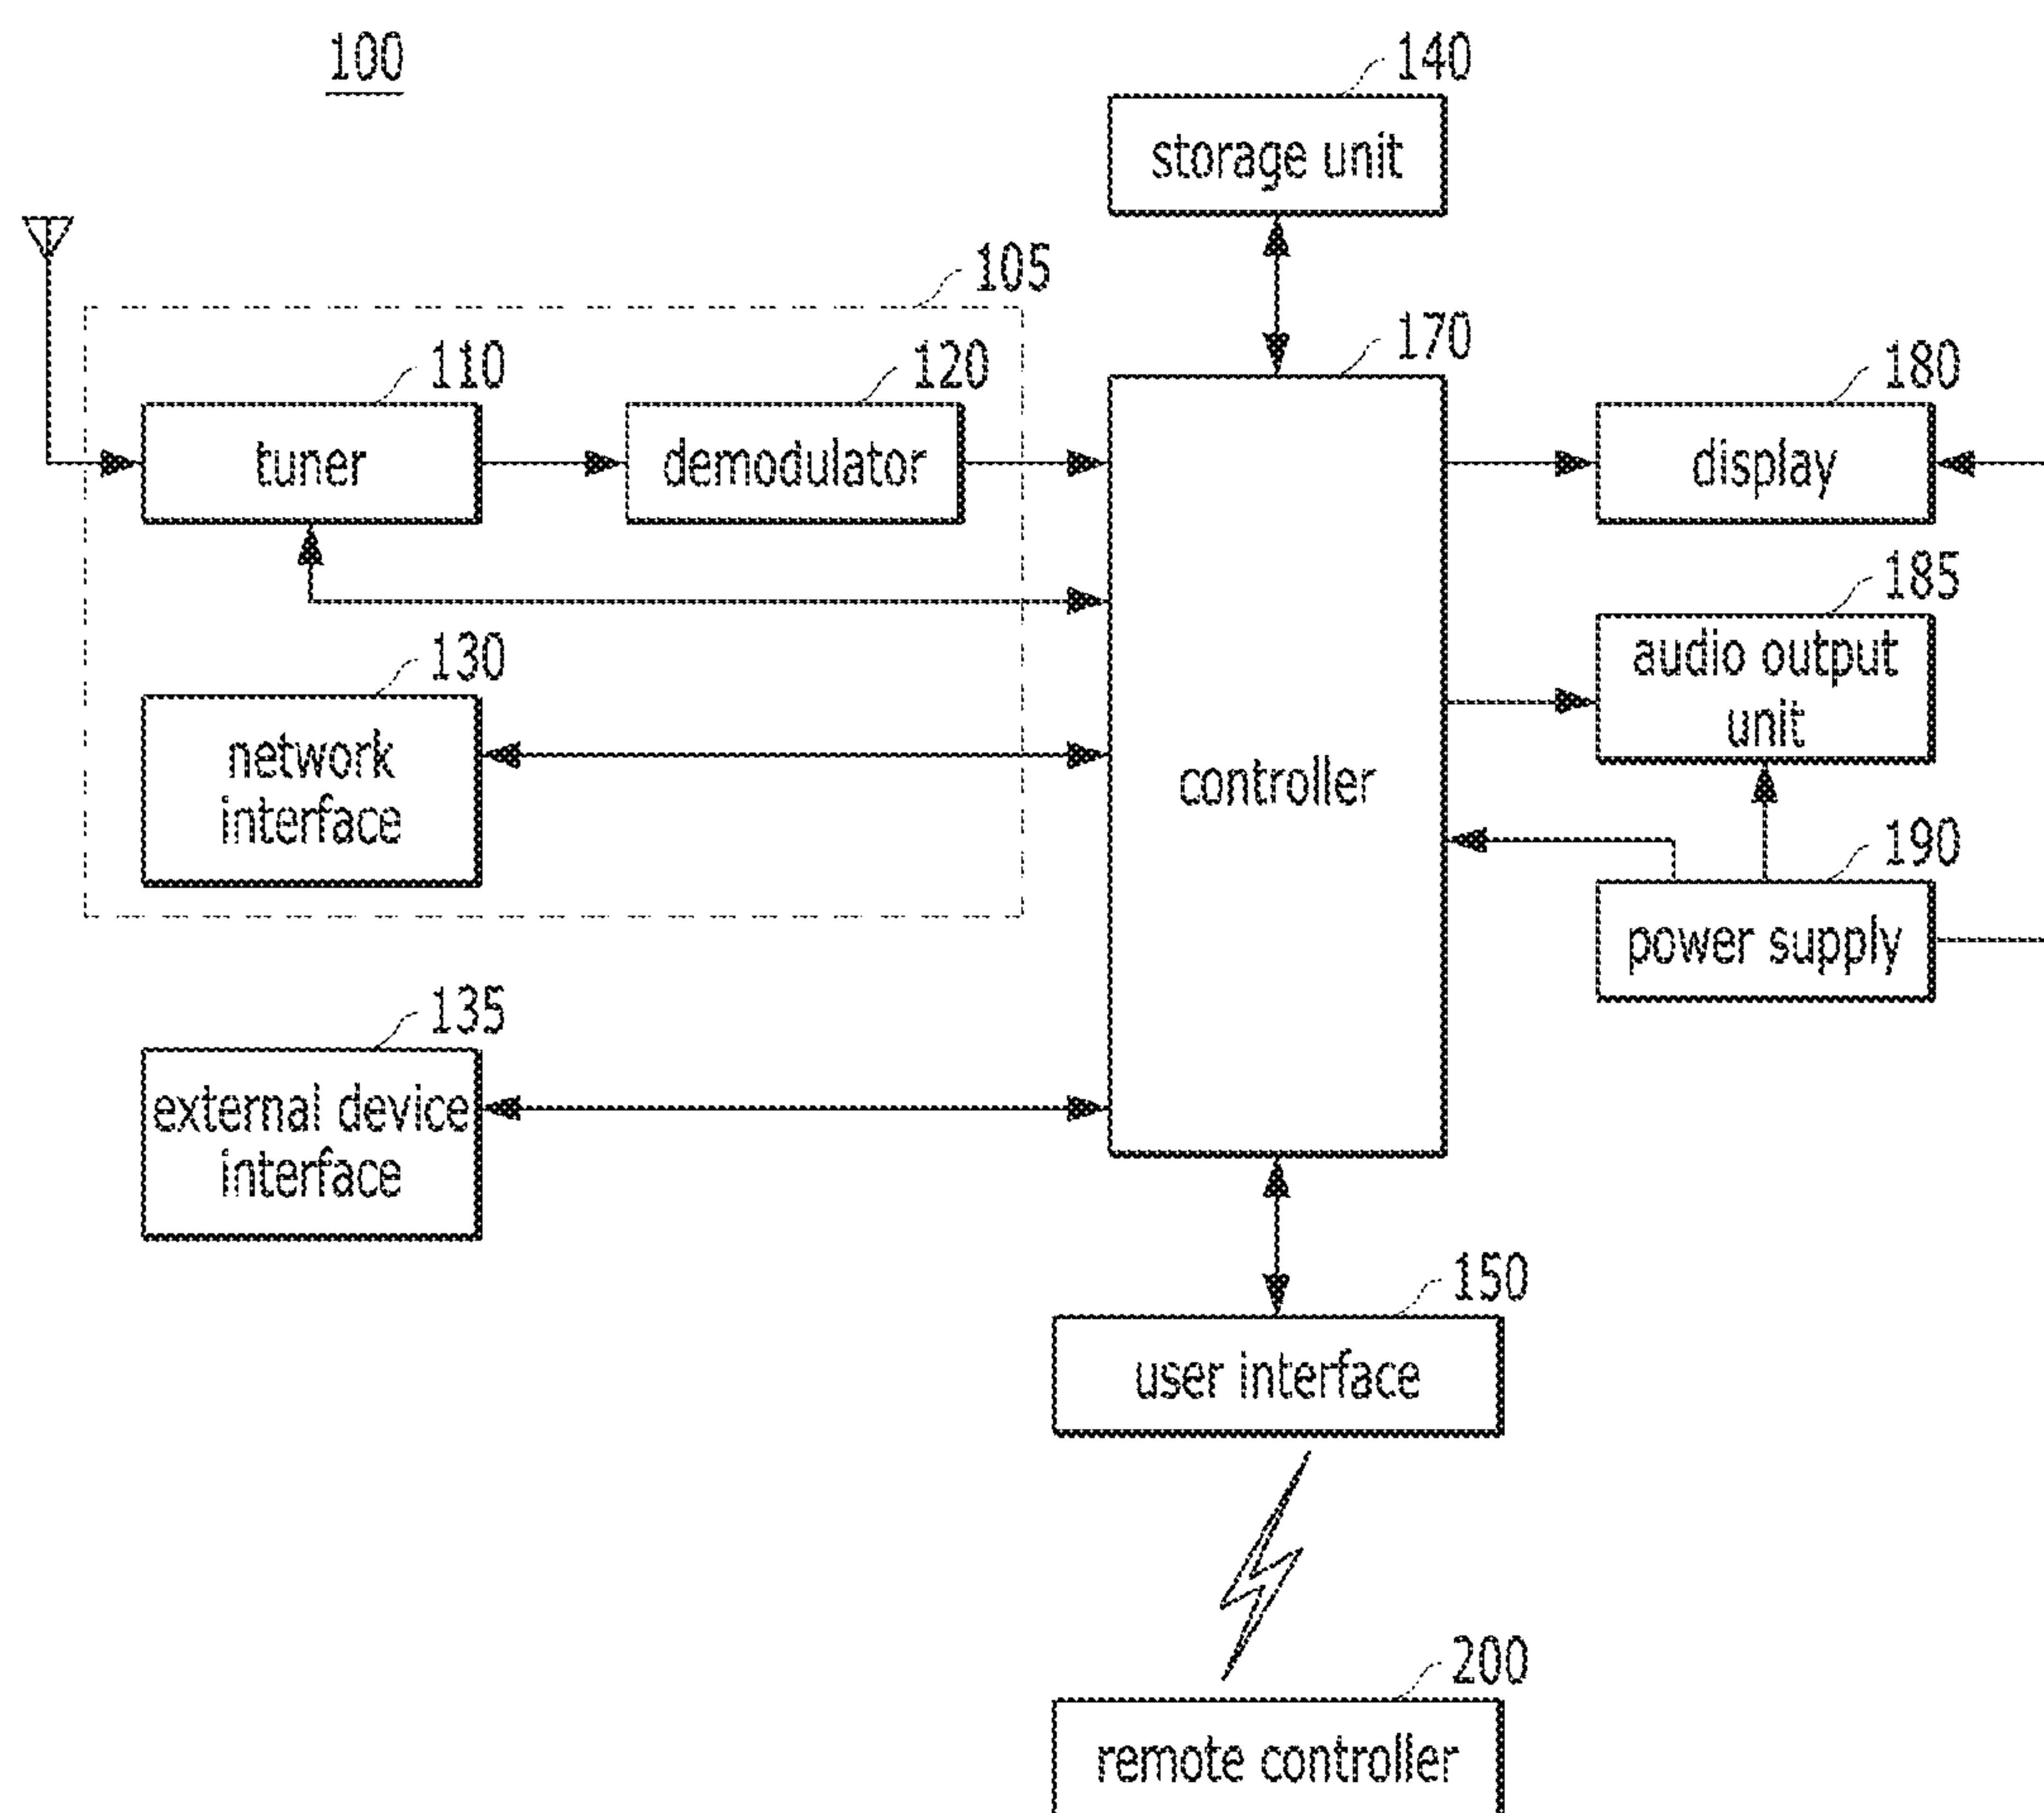 100
140
storage unit
105
170
110
120
180
tuner
demodulator
display
185
130
audio output
unit
network
interface
controller
190
power supply
135
external device
interface
150
user interface
200
remote controller